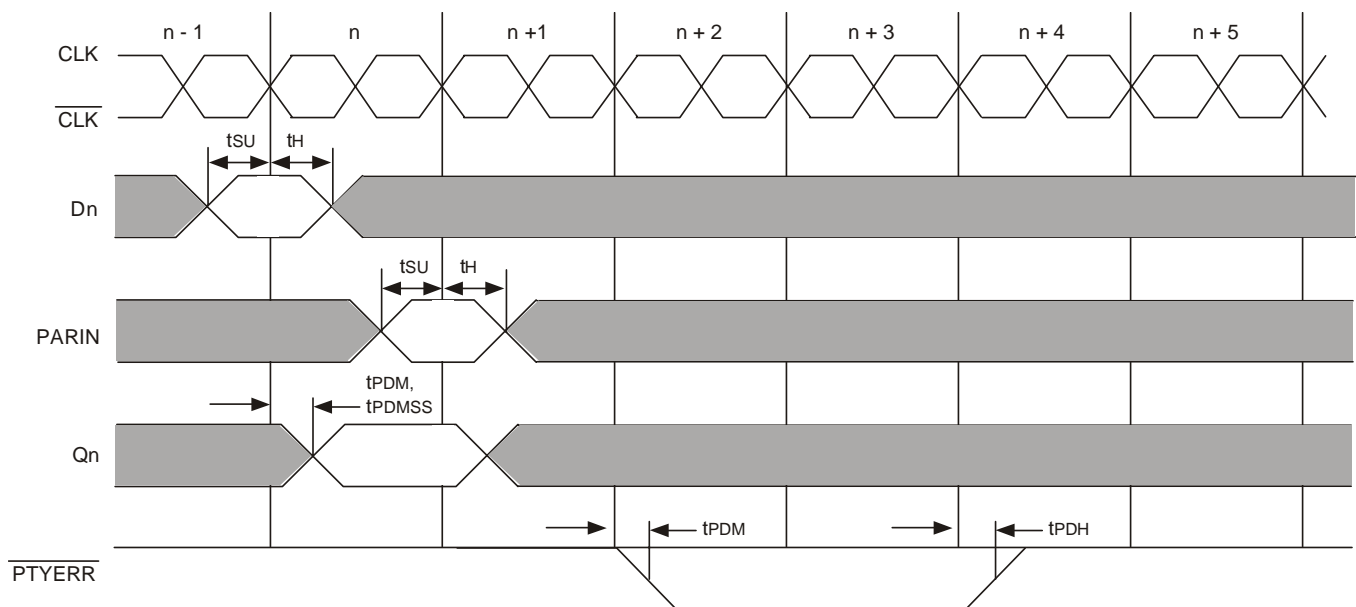 n - 1 n n +1 n + 2 n + 3 n + 4 n + 5
CLK
CLK
tSU tH
Dn
tSU tH
PARIN
tPDM,
tPDMSS
Qn
tPDM tPDH
PTYERR